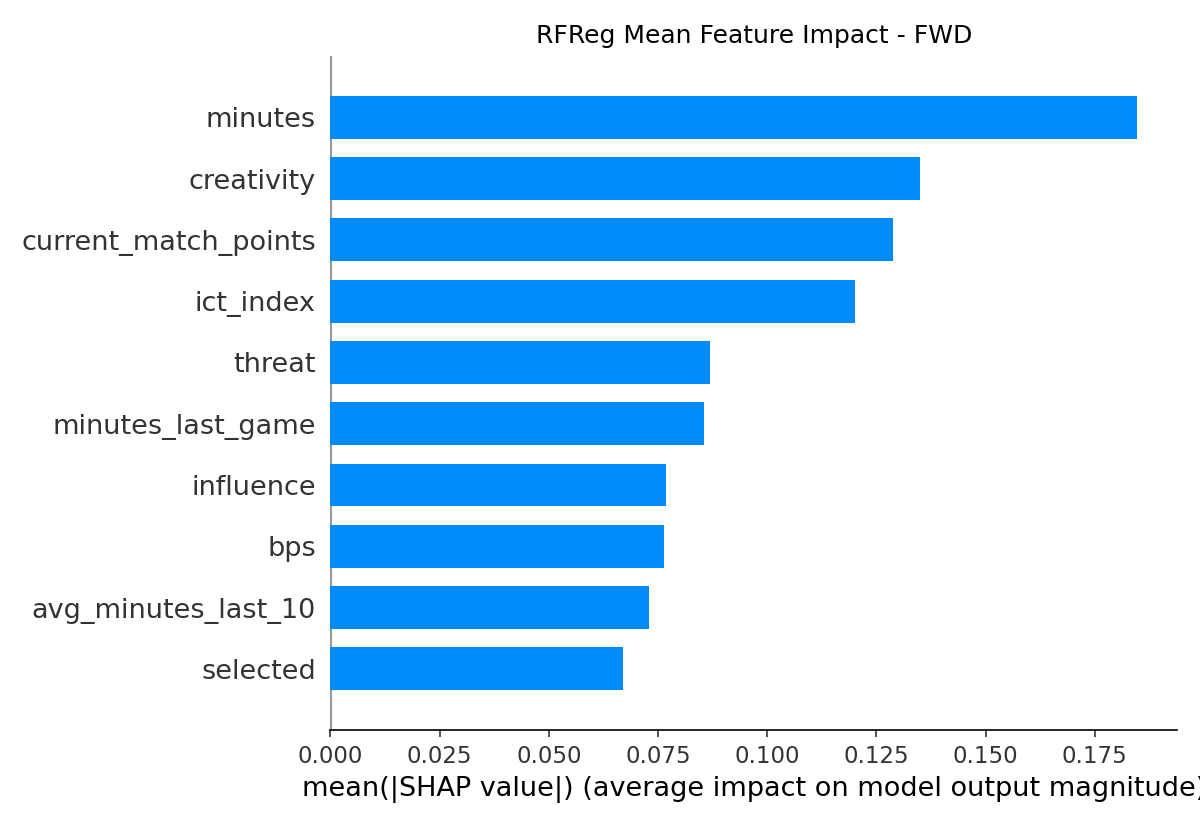 RFReg Mean Feature Impact - FWD
minutes
creativity
current_match_points
ict_index
threat
minutes_last_game
influence
bps
avg_minutes_last_10
selected
0.000 0.025 0.050 0.075 0.100 0.125 0.150 0.175
mean(|SHAP value|) (average impact on model output magnitude)